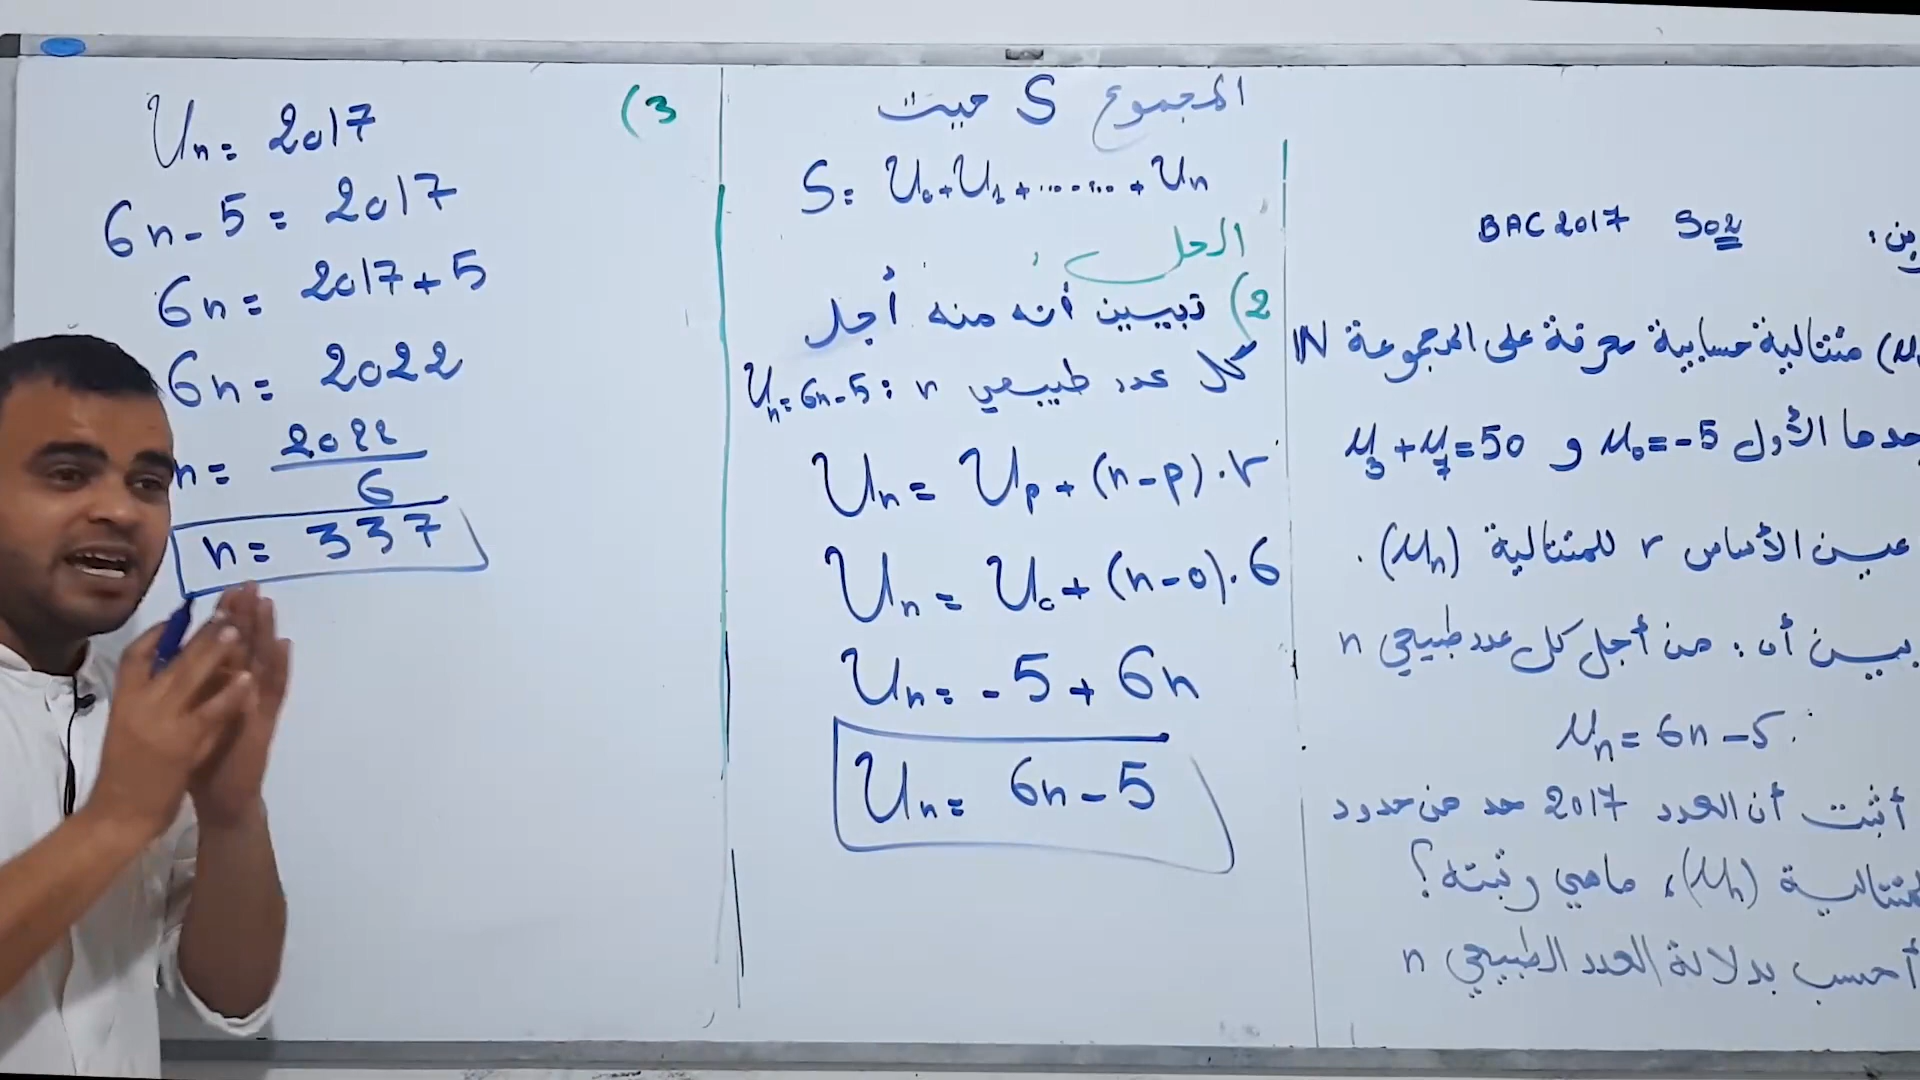 BAC 2017 S02
(u متتالية حسابية معرفة على المجموعة IN
حدها الأول u₀=-5 و u₃+u₇=50
عين الأساس r للمتتالية (uₙ).
بين أن: من أجل كل عدد طبيعي n
uₙ=6n-5:
أثبت أن العدد 2017 حد من حدود
(uₙ)، ماهي رتبته؟
أحسب بدلالة العدد الطبيعي n
المجموع S حيث
S= U₀+U₁+......+Uₙ
الحل:
2) تبيين أنه منه أجل
كل عدد طبيعي n: Uₙ=6n-5
Uₙ= Uₚ+(n-p).r
Uₙ= U₀+(n-0).6
Uₙ= -5+6n
Uₙ= 6n-5
3)
Uₙ= 2017
6n-5= 2017
6n= 2017+5
6n= 2022
n= 2022/6
n= 337